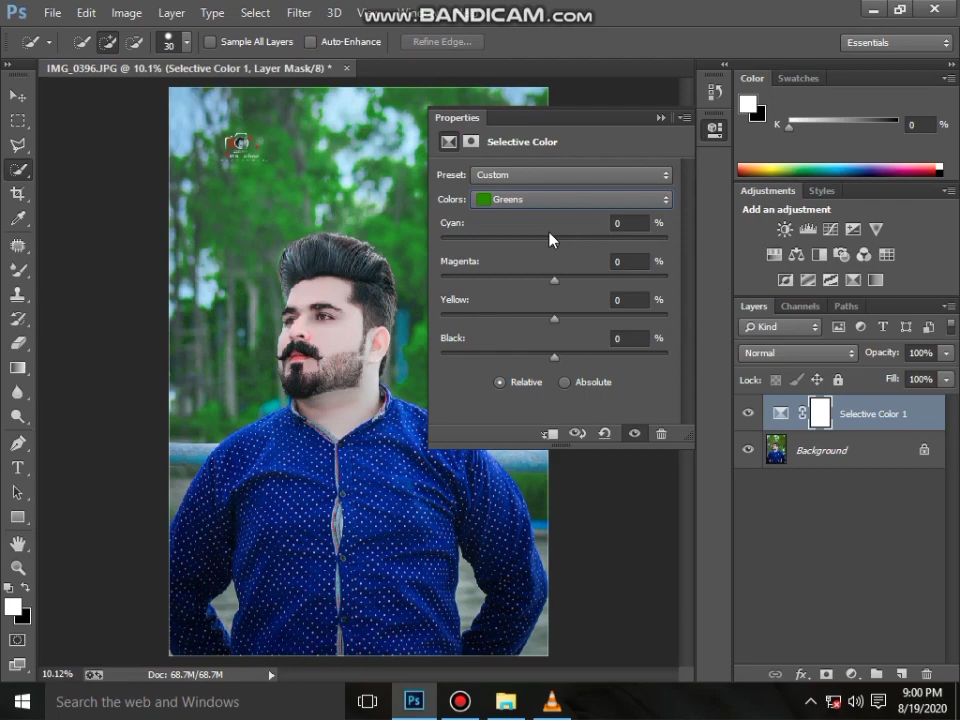 Ps File Edit Image Layer Type Select Filter 3D
www.BANDICAM.com
30 Sample All Layers Auto-Enhance Refine Edge... Essentials
IMG_0396.JPG @ 10.1% (Selective Color 1, Layer Mask/8) * ×
Properties
Selective Color
Preset: Custom
Colors: Greens
Cyan: 0 %
Magenta: 0 %
Yellow: 0 %
Black: 0 %
Relative Absolute
Color Swatches
K 0 %
Adjustments Styles
Add an adjustment
Layers Channels Paths
Kind T
Normal Opacity: 100%
Lock: Fill: 100%
Selective Color 1
Background
fx
T
10.12% Doc: 68.7M/68.7M
Search the web and Windows
Ps
9:00 PM
8/19/2020